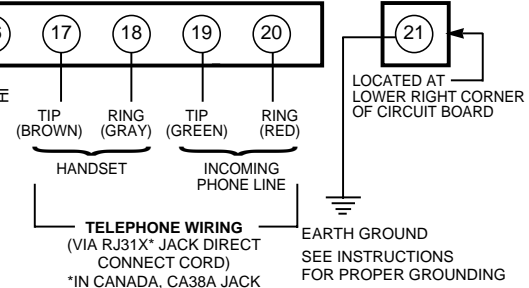 17
18
19
20
21
LOCATED AT
LOWER RIGHT CORNER
OF CIRCUIT BOARD
TIP
(BROWN)
RING
(GRAY)
TIP
(GREEN)
RING
(RED)
HANDSET
INCOMING
PHONE LINE
TELEPHONE WIRING
(VIA RJ31X* JACK DIRECT
CONNECT CORD)
*IN CANADA, CA38A JACK
EARTH GROUND
SEE INSTRUCTIONS
FOR PROPER GROUNDING